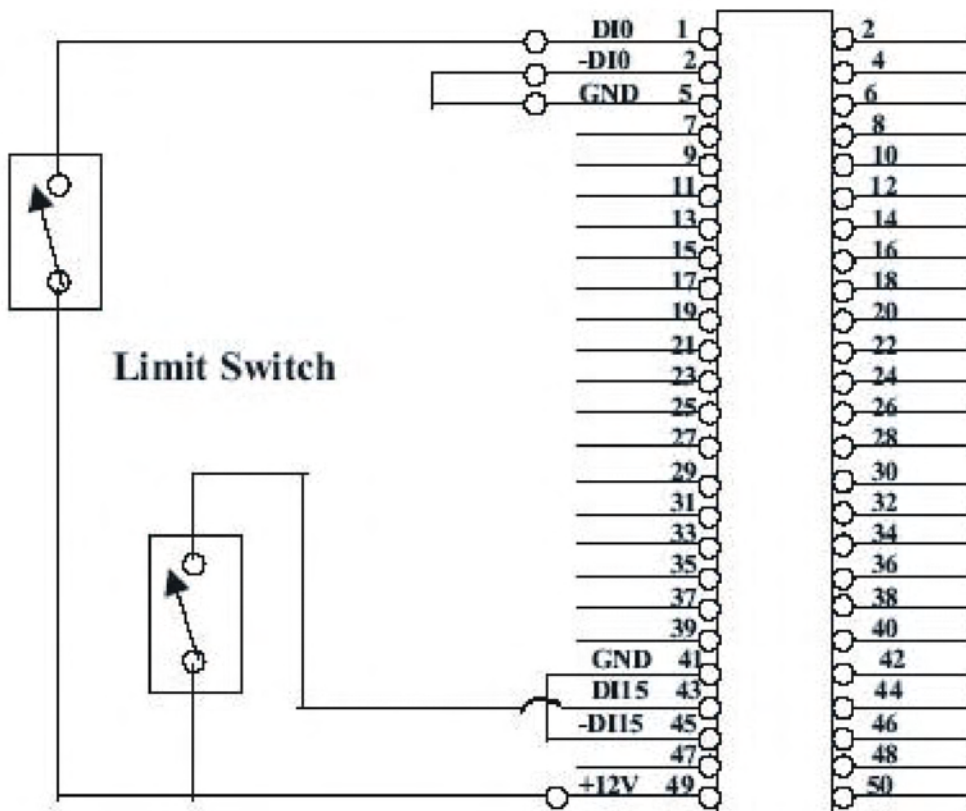 DI0 1 2
-DI0 2 4
GND 5 6
7 8
9 10
11 12
13 14
15 16
17 18
19 20
21 22
Limit Switch
23 24
25 26
27 28
29 30
31 32
33 34
35 36
37 38
39 40
GND 41 42
DI15 43 44
-DI15 45 46
47 48
+12V 49 50